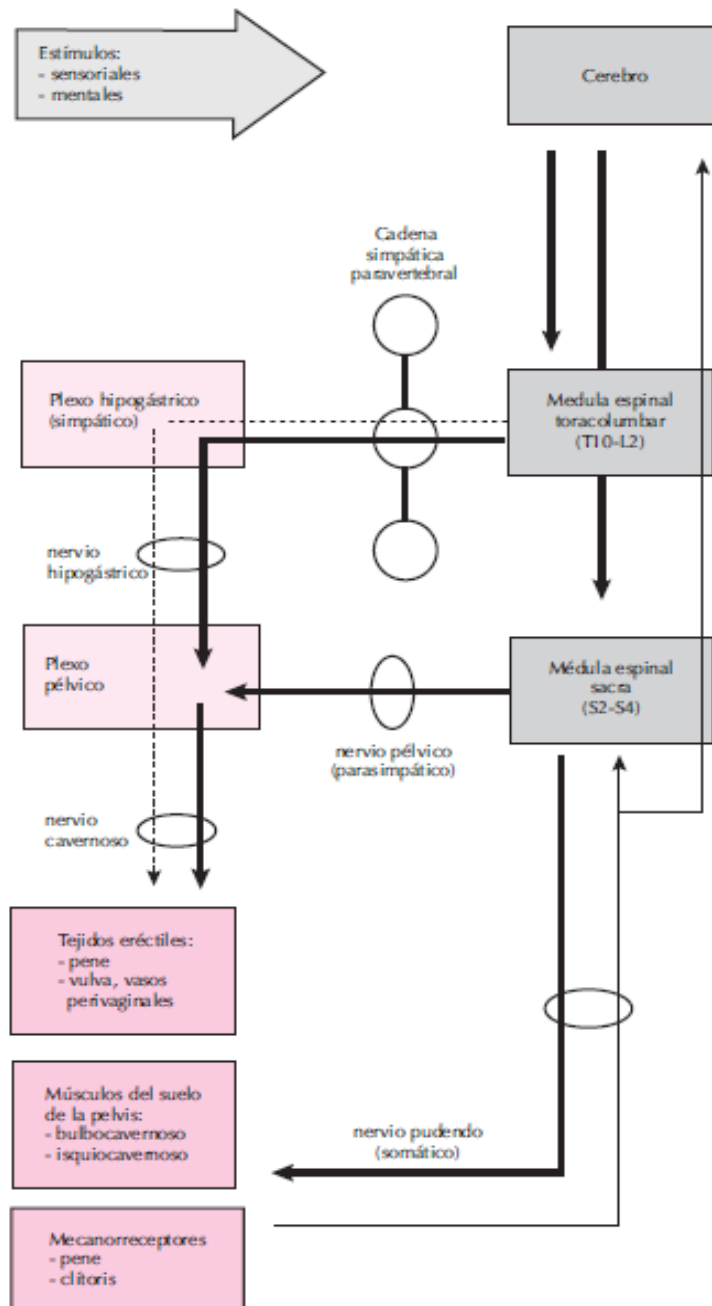 Estímulos:
- sensoriales
- mentales
Cerebro
Cadena
simpática
paravertebral
Plexo hipogástrico
(simpático)
Medula espinal
toracolumbar
(T10-L2)
nervio
hipogástrico
Plexo
pélvico
Médula espinal
sacra
(S2-S4)
nervio pélvico
(parasimpático)
nervio
cavernoso
Tejidos eréctiles:
- pene
- vulva, vasos
perivaginales
Músculos del suelo
de la pelvis:
- bulbocavernoso
- isquiocavernoso
nervio pudendo
(somático)
Mecanorreceptores
- pene
- clítoris